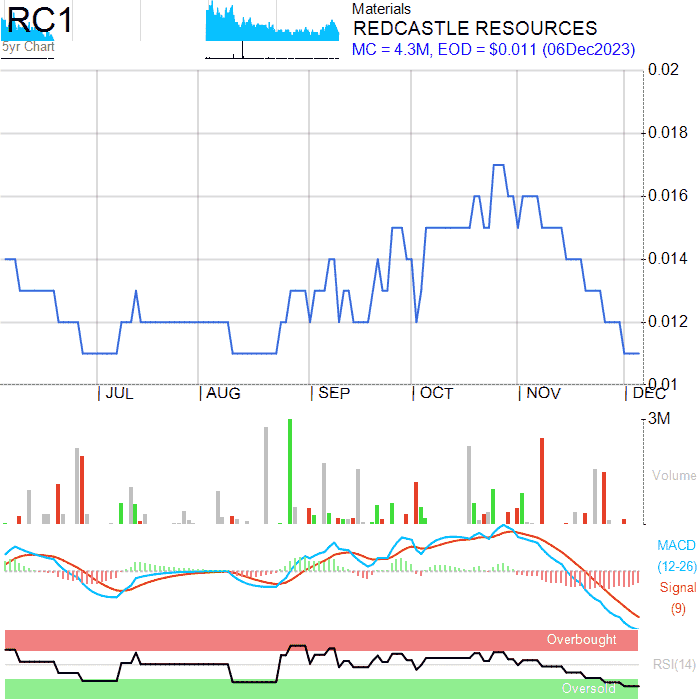 RC1
5yr Chart
Materials
REDCASTLE RESOURCES
MC = 4.3M, EOD = $0.011 (06Dec2023)
0.02
0.018
0.016
0.014
0.012
0.01
JUL AUG SEP OCT NOV DEC
3M
Volume
MACD
(12-26)
Signal
(9)
Overbought
RSI(14)
Oversold